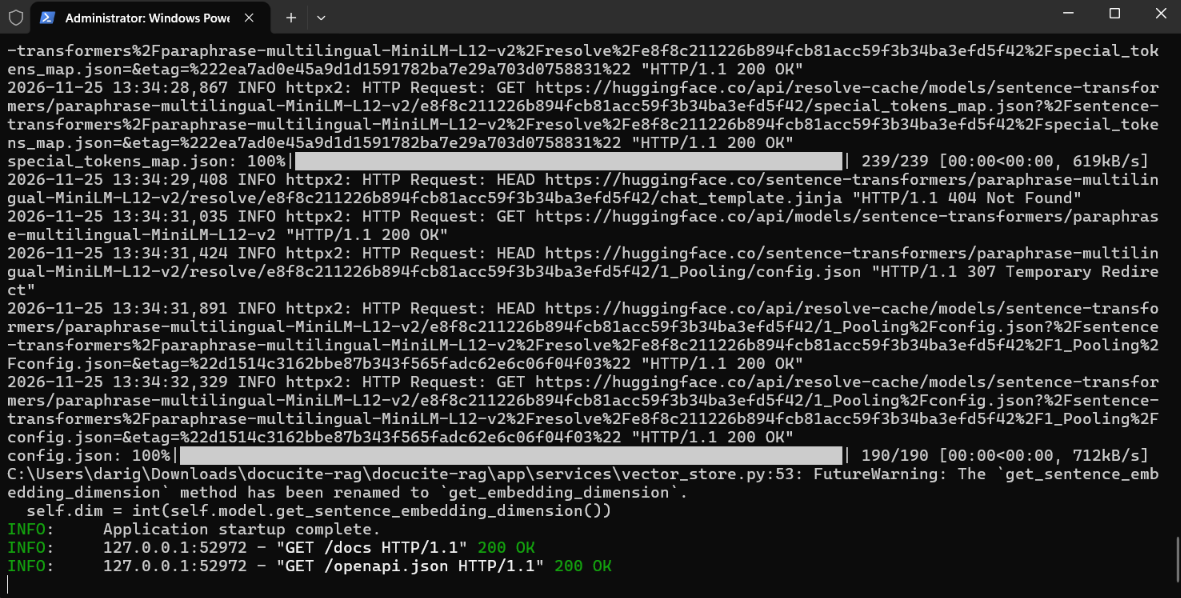 Administrator: Windows Powe
-transformers%2Fparaphrase-multilingual-MiniLM-L12-v2%2Fresolve%2Fe8f8c211226b894fcb81acc59f3b34ba3efd5f42%2Fspecial_tok
ens_map.json=&etag=%222ea7ad0e45a9d1d1591782ba7e29a703d0758831%22 "HTTP/1.1 200 OK"
2026-11-25 13:34:28,867 INFO httpx2: HTTP Request: GET https://huggingface.co/api/resolve-cache/models/sentence-transfor
mers/paraphrase-multilingual-MiniLM-L12-v2/e8f8c211226b894fcb81acc59f3b34ba3efd5f42/special_tokens_map.json?%2Fsentence-
transformers%2Fparaphrase-multilingual-MiniLM-L12-v2%2Fresolve%2Fe8f8c211226b894fcb81acc59f3b34ba3efd5f42%2Fspecial_toke
ns_map.json=&etag=%222ea7ad0e45a9d1d1591782ba7e29a703d0758831%22 "HTTP/1.1 200 OK"
special_tokens_map.json: 100%| | 239/239 [00:00<00:00, 619kB/s]
2026-11-25 13:34:29,408 INFO httpx2: HTTP Request: HEAD https://huggingface.co/sentence-transformers/paraphrase-multilin
gual-MiniLM-L12-v2/resolve/e8f8c211226b894fcb81acc59f3b34ba3efd5f42/chat_template.jinja "HTTP/1.1 404 Not Found"
2026-11-25 13:34:31,035 INFO httpx2: HTTP Request: GET https://huggingface.co/api/models/sentence-transformers/paraphras
e-multilingual-MiniLM-L12-v2 "HTTP/1.1 200 OK"
2026-11-25 13:34:31,424 INFO httpx2: HTTP Request: HEAD https://huggingface.co/sentence-transformers/paraphrase-multilin
gual-MiniLM-L12-v2/resolve/e8f8c211226b894fcb81acc59f3b34ba3efd5f42/1_Pooling/config.json "HTTP/1.1 307 Temporary Redire
ct"
2026-11-25 13:34:31,891 INFO httpx2: HTTP Request: HEAD https://huggingface.co/api/resolve-cache/models/sentence-transfo
rmers/paraphrase-multilingual-MiniLM-L12-v2/e8f8c211226b894fcb81acc59f3b34ba3efd5f42/1_Pooling%2Fconfig.json?%2Fsentence
-transformers%2Fparaphrase-multilingual-MiniLM-L12-v2%2Fresolve%2Fe8f8c211226b894fcb81acc59f3b34ba3efd5f42%2F1_Pooling%2
Fconfig.json=&etag=%22d1514c3162bbe87b343f565fadc62e6c06f04f03%22 "HTTP/1.1 200 OK"
2026-11-25 13:34:32,329 INFO httpx2: HTTP Request: GET https://huggingface.co/api/resolve-cache/models/sentence-transfor
mers/paraphrase-multilingual-MiniLM-L12-v2/e8f8c211226b894fcb81acc59f3b34ba3efd5f42/1_Pooling%2Fconfig.json?%2Fsentence-
transformers%2Fparaphrase-multilingual-MiniLM-L12-v2%2Fresolve%2Fe8f8c211226b894fcb81acc59f3b34ba3efd5f42%2F1_Pooling%2F
config.json=&etag=%22d1514c3162bbe87b343f565fadc62e6c06f04f03%22 "HTTP/1.1 200 OK"
config.json: 100%| | 190/190 [00:00<00:00, 712kB/s]
C:\Users\darig\Downloads\docucite-rag\docucite-rag\app\services\vector_store.py:53: FutureWarning: The `get_sentence_emb
edding_dimension` method has been renamed to `get_embedding_dimension`.
  self.dim = int(self.model.get_sentence_embedding_dimension())
INFO:     Application startup complete.
INFO:     127.0.0.1:52972 - "GET /docs HTTP/1.1" 200 OK
INFO:     127.0.0.1:52972 - "GET /openapi.json HTTP/1.1" 200 OK